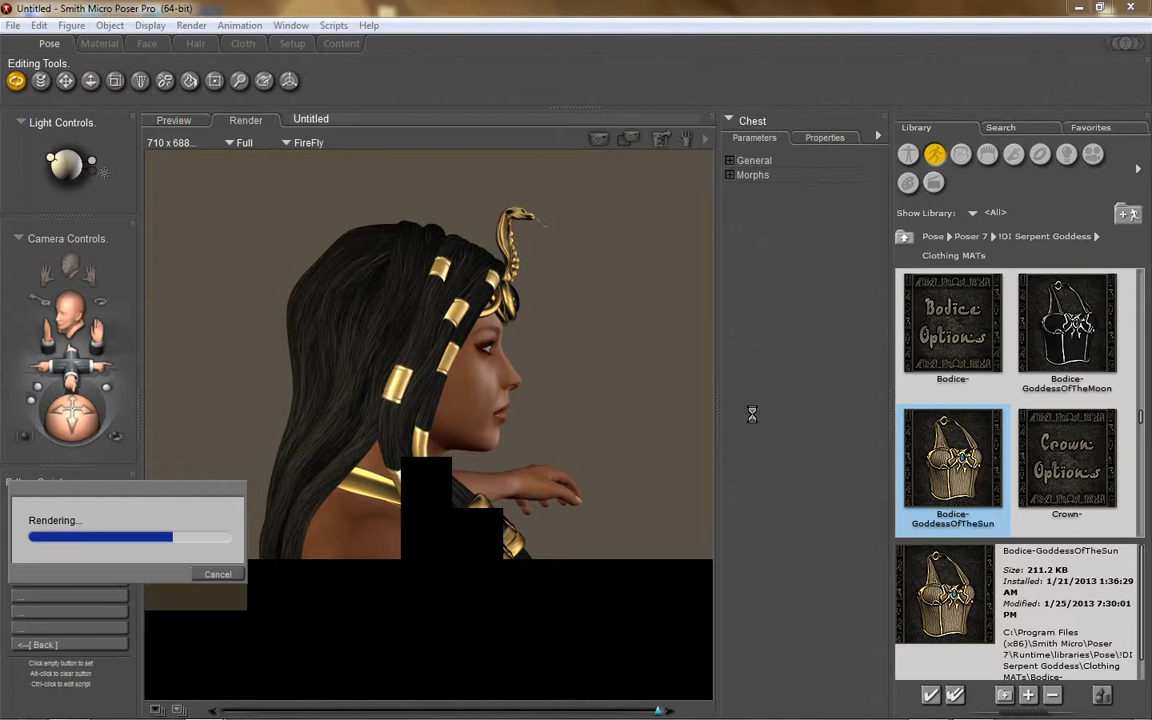 Untitled - Smith Micro Poser Pro (64-bit)
File Edit Figure Object Display Render Animation Window Scripts Help
Pose Material Face Hair Cloth Setup Content
Editing Tools.
Light Controls.
Preview Render Untitled
710 x 688... Full FireFly
Camera Controls.
Rendering...
Cancel
...
...
...
<--[ Back ]
Click empty button to set
Alt-click to clear button
Ctrl-click to edit script
Chest
Parameters Properties
General
Morphs
Library Search Favorites
Show Library: <All>
Pose Poser 7 !DI Serpent Goddess
Clothing MATs
Bodice Options
Bodice-
Bodice-
GoddessOfTheMoon
Bodice-
GoddessOfTheSun
Crown Options
Crown-
Bodice-GoddessOfTheSun
Size: 211.2 KB
Installed: 1/21/2013 1:36:29
AM
Modified: 1/25/2013 7:30:01
PM
C:\Program Files
(x86)\Smith Micro\Poser
7\Runtime\libraries\Pose\!DI
Serpent Goddess\Clothing
MATs\Bodice-